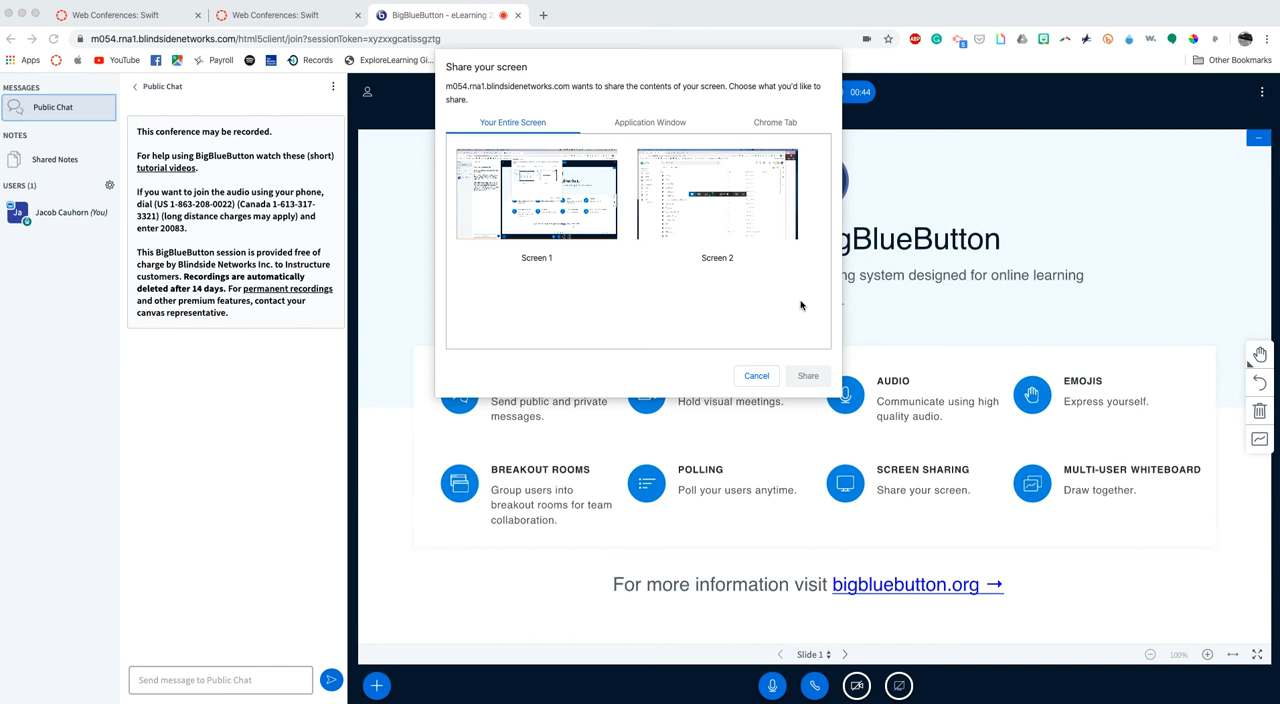 Web Conferences: Swift
Web Conferences: Swift
BigBlueButton - eLearning 2
m054.rna1.blindsidenetworks.com/html5client/join?sessionToken=xyzxxgcatissgztg
Apps
YouTube
Payroll
Records
ExploreLearning Gi...
Other Bookmarks
MESSAGES
Public Chat
NOTES
Shared Notes
USERS (1)
Jacob Cauhorn (You)
Public Chat
This conference may be recorded.
For help using BigBlueButton watch these (short)
tutorial videos.
If you want to join the audio using your phone,
dial (US 1-863-208-0022) (Canada 1-613-317-
3321) (long distance charges may apply) and
enter 20083.
This BigBlueButton session is provided free of
charge by Blindside Networks Inc. to Instructure
customers. Recordings are automatically
deleted after 14 days. For permanent recordings
and other premium features, contact your
canvas representative.
Send message to Public Chat
Share your screen
m054.rna1.blindsidenetworks.com wants to share the contents of your screen. Choose what you'd like to
share.
Your Entire Screen
Application Window
Chrome Tab
Screen 1
Screen 2
Cancel
Share
00:44
gBlueButton
ng system designed for online learning
Send public and private
messages.
Hold visual meetings.
AUDIO
Communicate using high
quality audio.
EMOJIS
Express yourself.
BREAKOUT ROOMS
Group users into
breakout rooms for team
collaboration.
POLLING
Poll your users anytime.
SCREEN SHARING
Share your screen.
MULTI-USER WHITEBOARD
Draw together.
For more information visit bigbluebutton.org →
Slide 1
100%